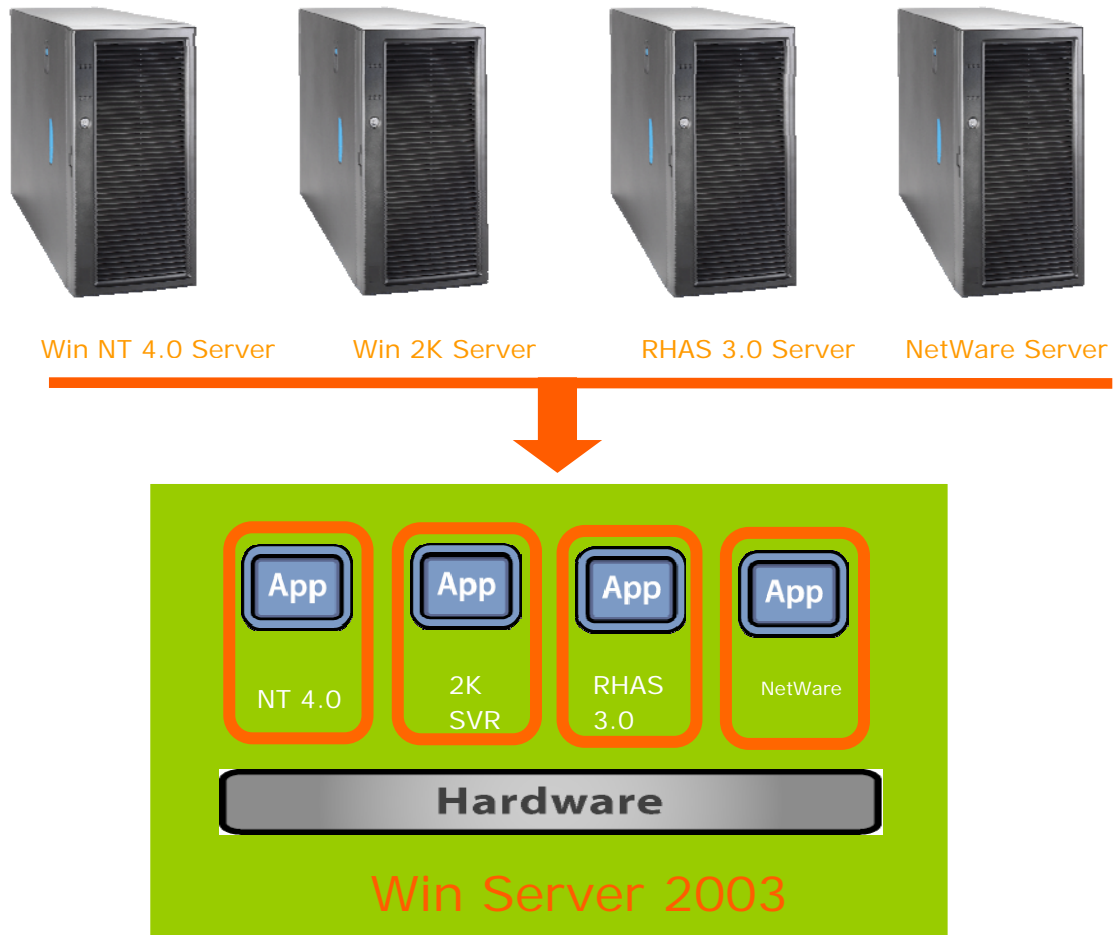 Win NT 4.0 Server
Win 2K Server
RHAS 3.0 Server
NetWare Server
App
App
App
App
NT 4.0
2K
SVR
RHAS
3.0
NetWare
Hardware
Win Server 2003